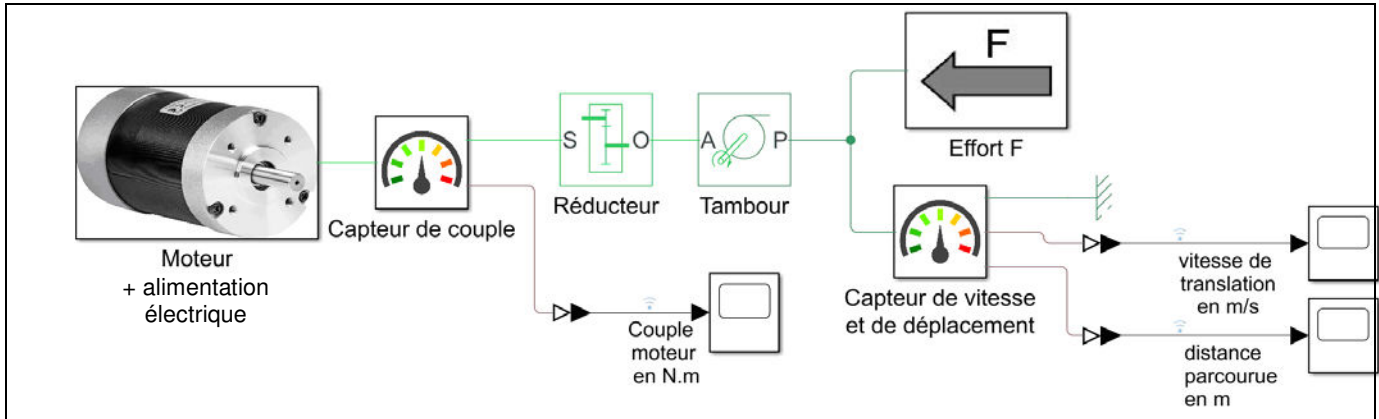 F
Effort F
S
O
Réducteur
A
P
Tambour
Capteur de couple
Moteur
+ alimentation
électrique
Couple
moteur
en N.m
Capteur de vitesse
et de déplacement
vitesse de
translation
en m/s
distance
parcourue
en m